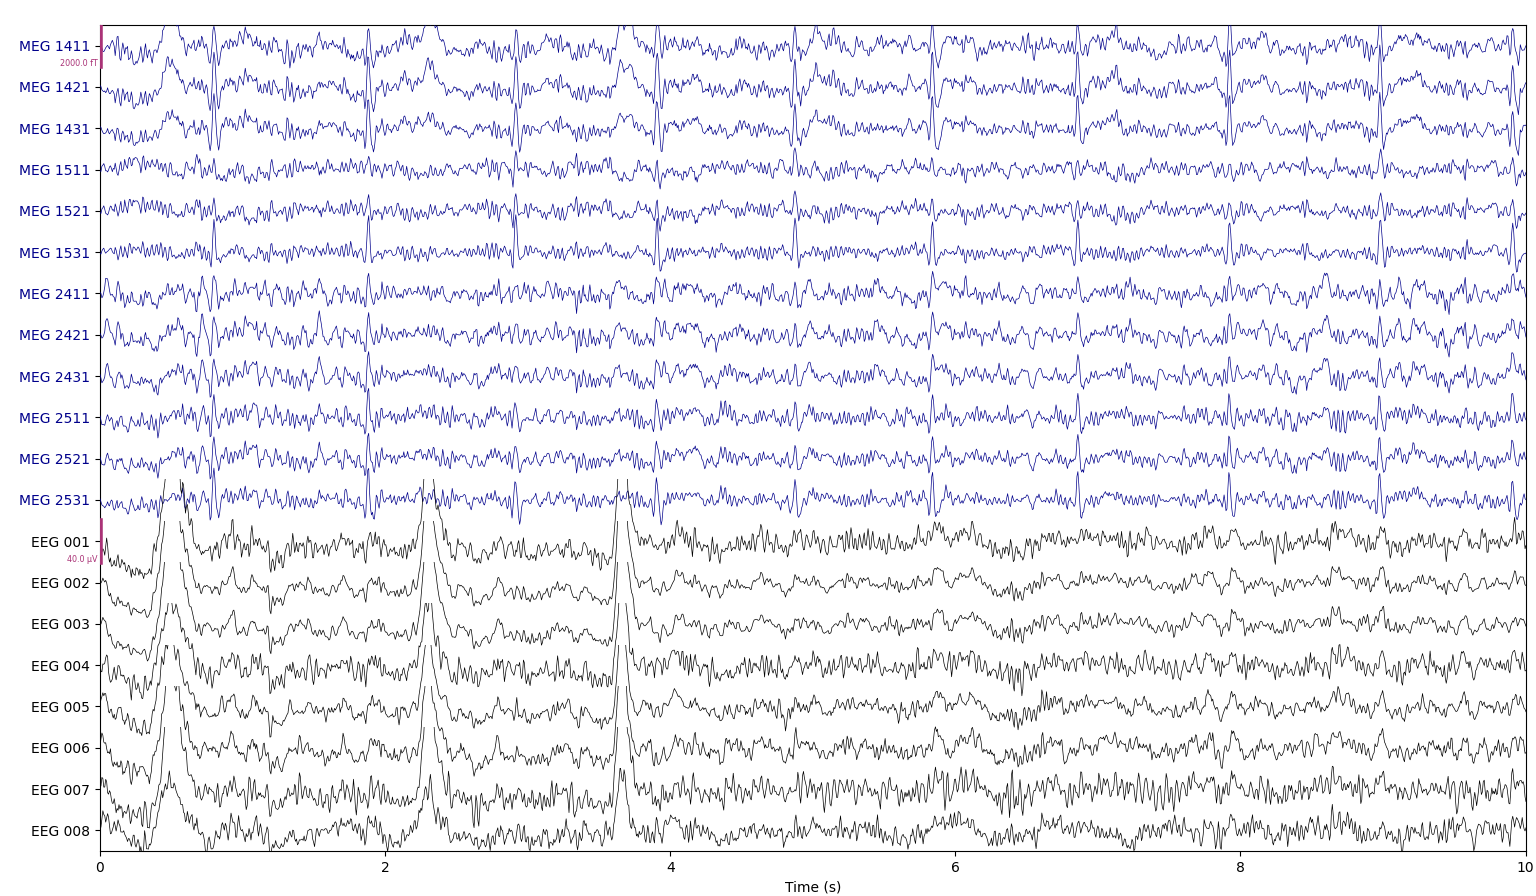 MEG 1411
2000.0 fT
MEG 1421
MEG 1431
MEG 1511
MEG 1521
MEG 1531
MEG 2411
MEG 2421
MEG 2431
MEG 2511
MEG 2521
MEG 2531
EEG 001
40.0 µV
EEG 002
EEG 003
EEG 004
EEG 005
EEG 006
EEG 007
EEG 008
0 2 4 6 8 10
Time (s)